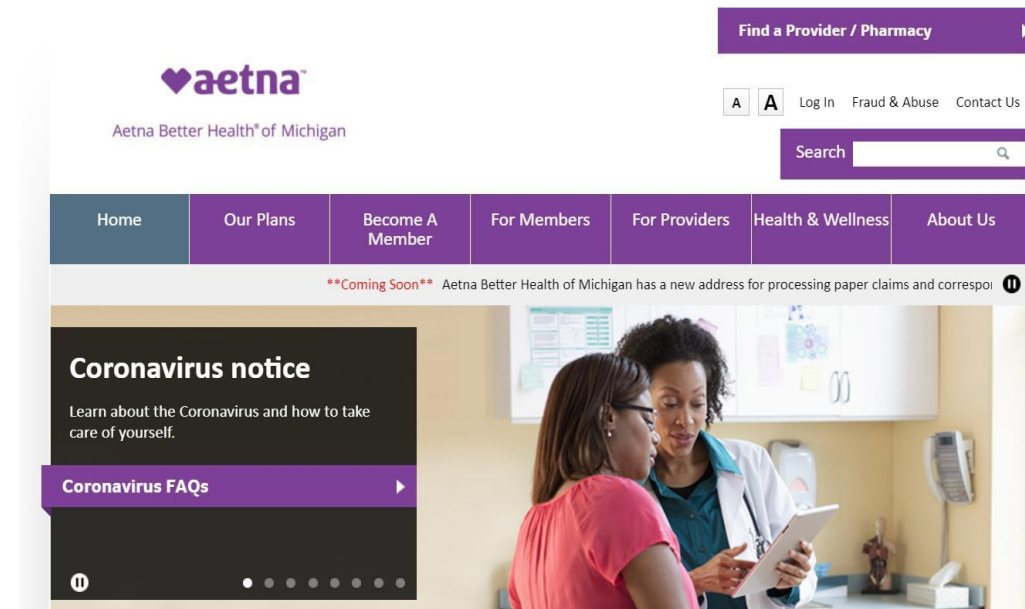 Find a Provider / Pharmacy
aetna™
Aetna Better Health® of Michigan
A A Log In Fraud & Abuse Contact Us
Search
Home Our Plans Become A Member For Members For Providers Health & Wellness About Us
**Coming Soon** Aetna Better Health of Michigan has a new address for processing paper claims and correspo
Coronavirus notice
Learn about the Coronavirus and how to take
care of yourself.
Coronavirus FAQs